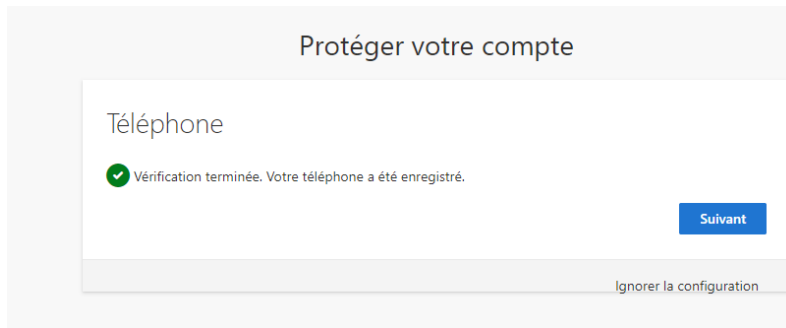 Protéger votre compte
Téléphone
Vérification terminée. Votre téléphone a été enregistré.
Suivant
Ignorer la configuration